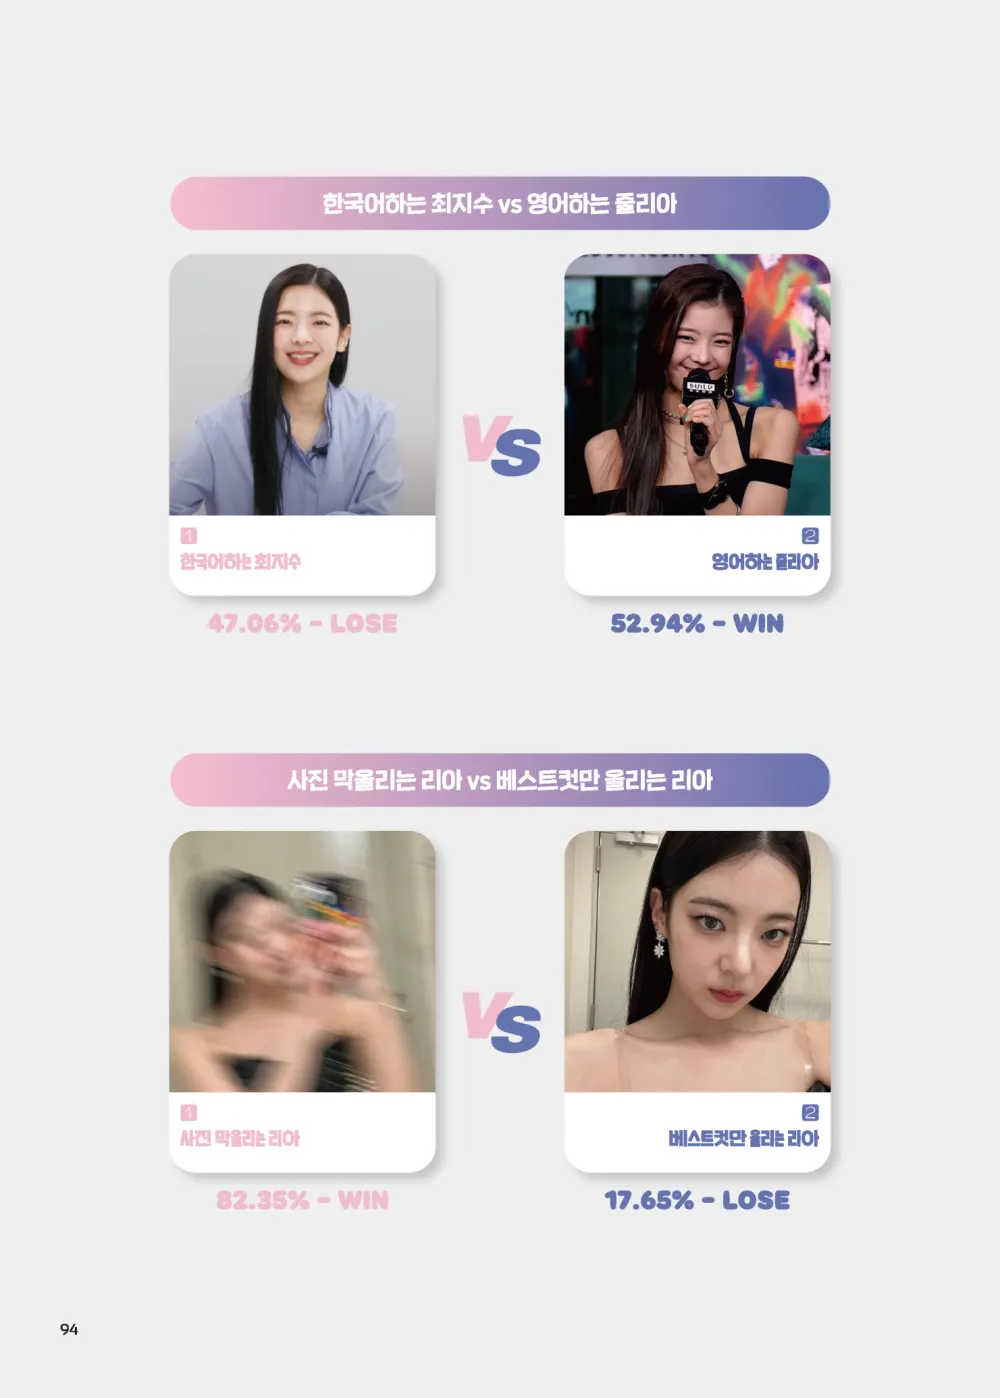 한국어하는 최지수 vs 영어하는 줄리아
BUILD
VS
1
한국어하는 최지수
2
영어하는 줄리아
47.06% - LOSE
52.94% - WIN
사진 막올리는 리아 vs 베스트컷만 올리는 리아
VS
1
사진 막올리는 리아
2
베스트컷만 올리는 리아
82.35% - WIN
17.65% - LOSE
94